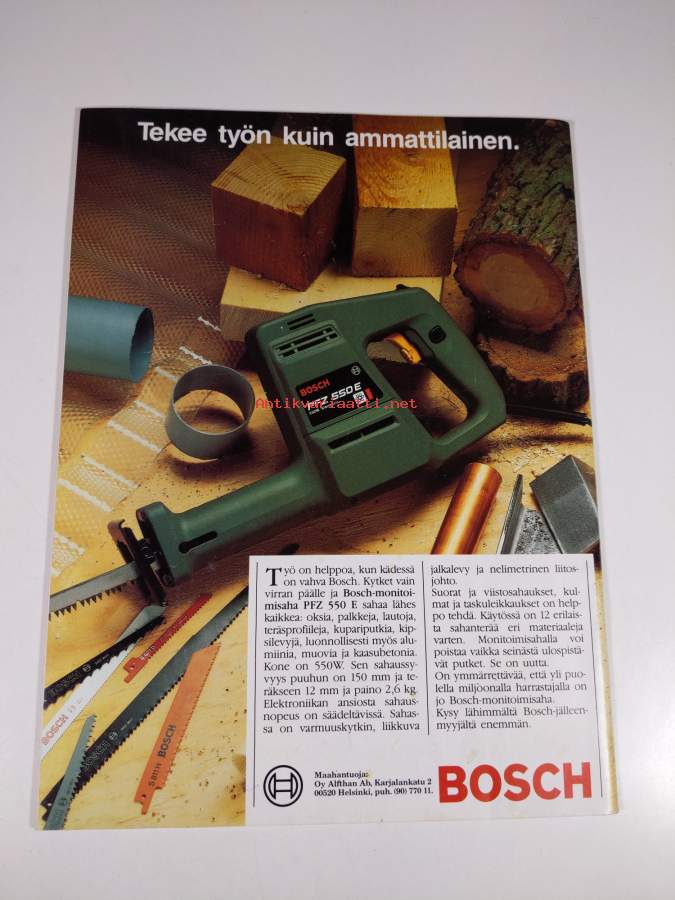 Tekee työn kuin ammattilainen.
BOSCH
PFZ 550 E
Antikvariaatti.net
BOSCH
BOSCH
S 811 H
Työ on helppoa, kun kädessä
on vahva Bosch. Kytket vain
virran päälle ja Bosch-monitoi-
misaha PFZ 550 E sahaa lähes
kaikkea: oksia, palkkeja, lautoja,
teräsprofiileja, kupariputkia, kip-
silevyjä, luonnollisesti myös alu-
miinia, muovia ja kaasubetonia.
Kone on 550W. Sen sahaussy-
vyys puuhun on 150 mm ja te-
räkseen 12 mm ja paino 2,6 kg.
Elektroniikan ansiosta sahaus-
nopeus on säädeltävissä. Sahas-
sa on varmuuskytkin, liikkuva
jalkalevy ja nelimetrinen liitos-
johto.
Suorat ja viistosahaukset, kul-
mat ja taskuleikkaukset on help-
po tehdä. Käytössä on 12 erilais-
ta sahanterää eri materiaaleja
varten. Monitoimisahalla voi
poistaa vaikka seinästä ulospistä-
vät putket. Se on uutta.
On ymmärrettävää, että yli puo-
lella miljoonalla harrastajalla on
jo Bosch-monitoimisaha.
Kysy lähimmältä Bosch-jälleen-
myyjältä enemmän.
Maahantuoja:
Oy Alfthan Ab, Karjalankatu 2
00520 Helsinki, puh. (90) 770 11.
BOSCH